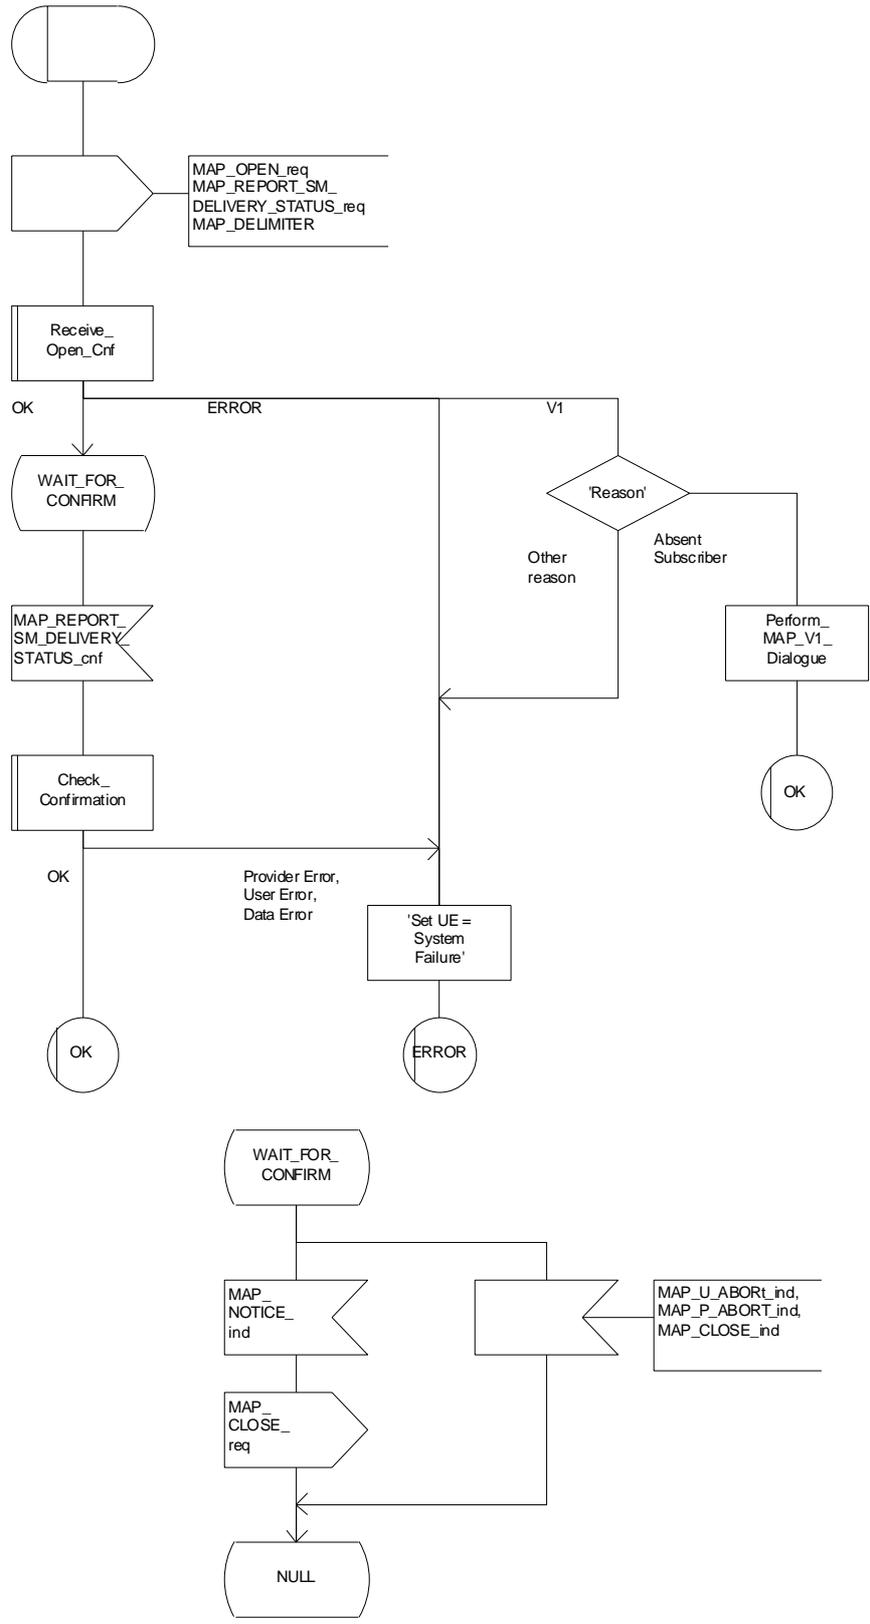 MAP_OPEN_req
MAP_REPORT_SM_
DELIVERY_STATUS_req
MAP_DELIMITER
Receive_
Open_Cnf
OK
ERROR
V1
WAIT_FOR_
CONFIRM
'Reason'
Other
reason
Absent
Subscriber
MAP_REPORT_
SM_DELIVERY_
STATUS_cnf
Perform_
MAP_V1_
Dialogue
Check_
Confirmation
OK
OK
Provider Error,
User Error,
Data Error
'Set UE =
System
Failure'
OK
ERROR
WAIT_FOR_
CONFIRM
MAP_
NOTICE_
ind
MAP_U_ABORt_ind,
MAP_P_ABORT_ind,
MAP_CLOSE_ind
MAP_
CLOSE_
req
NULL